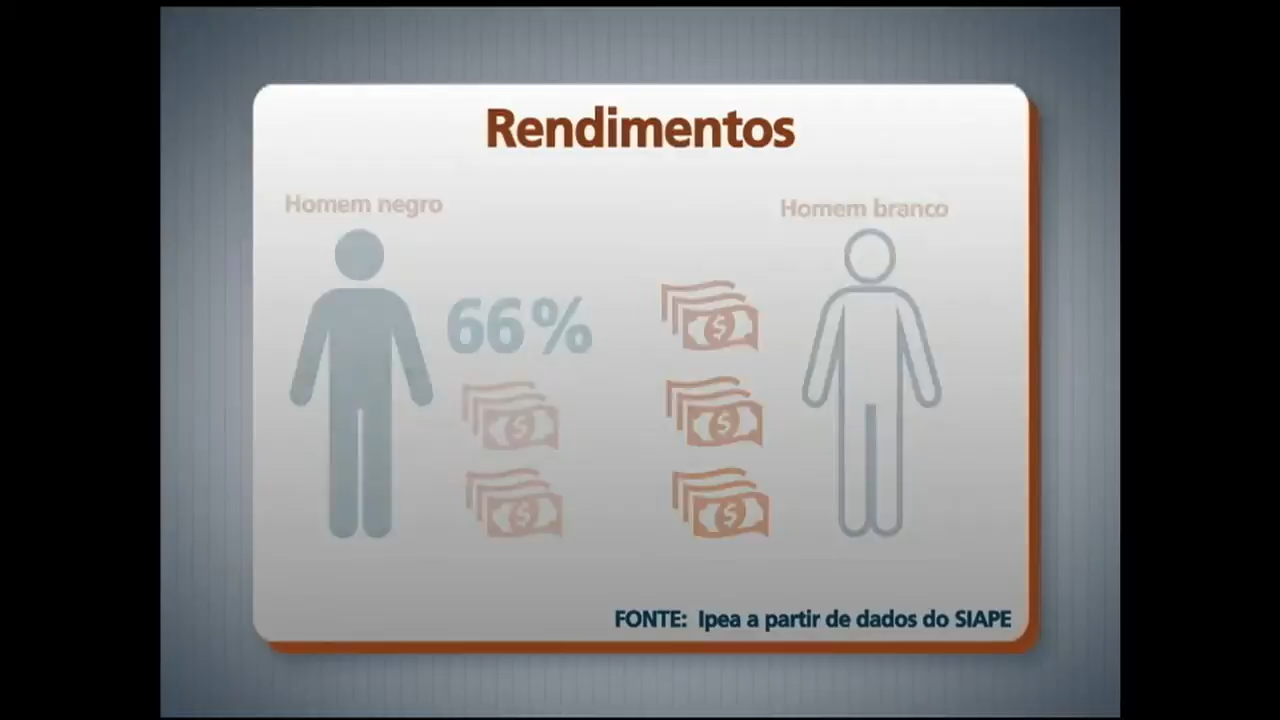 Rendimentos
Homem negro
Homem branco
66%
FONTE: Ipea a partir de dados do SIAPE